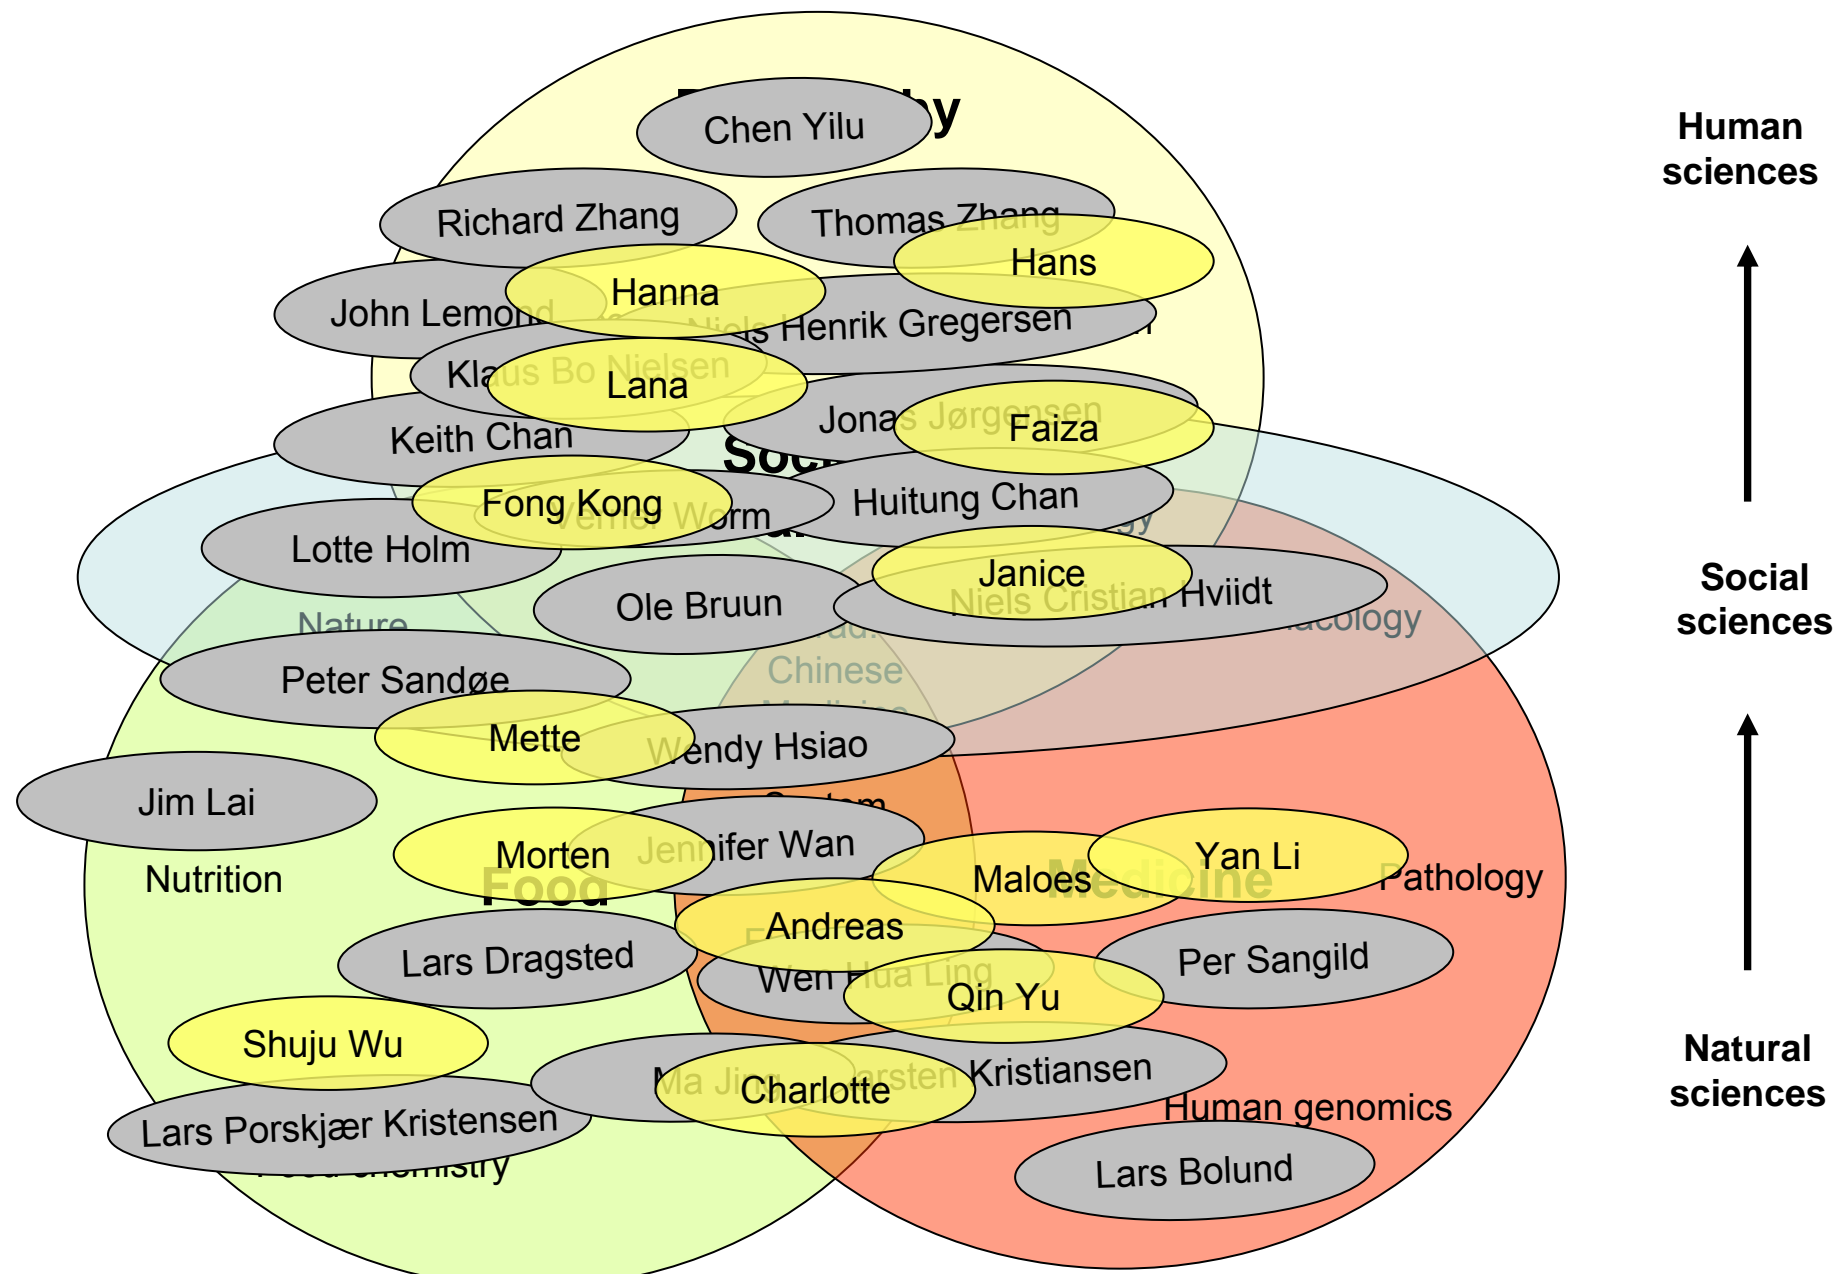 Chen Yilu
Human
sciences
Richard Zhang
Thomas Zhang
Hans
Hanna
John Lemond
Niels Henrik Gregersen
Klaus Bo Nielsen
Lana
Jonas Jørgensen
Faiza
Keith Chan
Fong Kong
Verner Worm
Huitung Chan
Lotte Holm
Janice
Niels Cristian Hviidt
Social
sciences
Ole Bruun
Nature
Chinese
Medicine
Peter Sandøe
Mette
Wendy Hsiao
Jim Lai
System
Jennifer Wan
Morten
Yan Li
Nutrition
Food
Maloes
Medicine
Pathology
Andreas
Lars Dragsted
Wen Hua Ling
Per Sangild
Qin Yu
Shuju Wu
Natural
sciences
Ma Jing
Charlotte
Karsten Kristiansen
Human genomics
Lars Porskjær Kristensen
Food chemistry
Lars Bolund